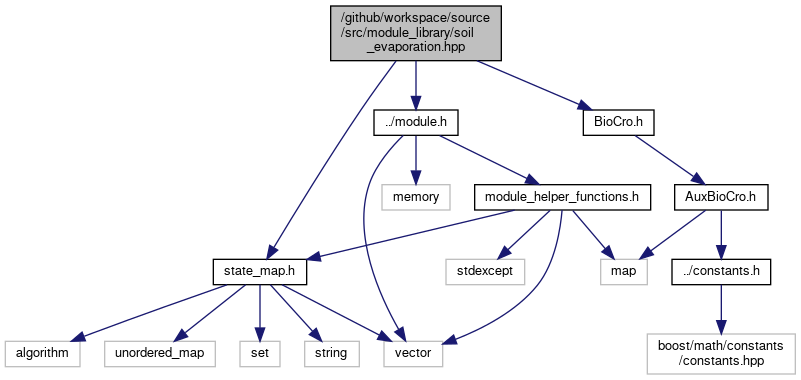 /github/workspace/source
/src/module_library/soil
_evaporation.hpp
../module.h
BioCro.h
memory
module_helper_functions.h
AuxBioCro.h
state_map.h
stdexcept
map
../constants.h
algorithm
unordered_map
set
string
vector
boost/math/constants
/constants.hpp